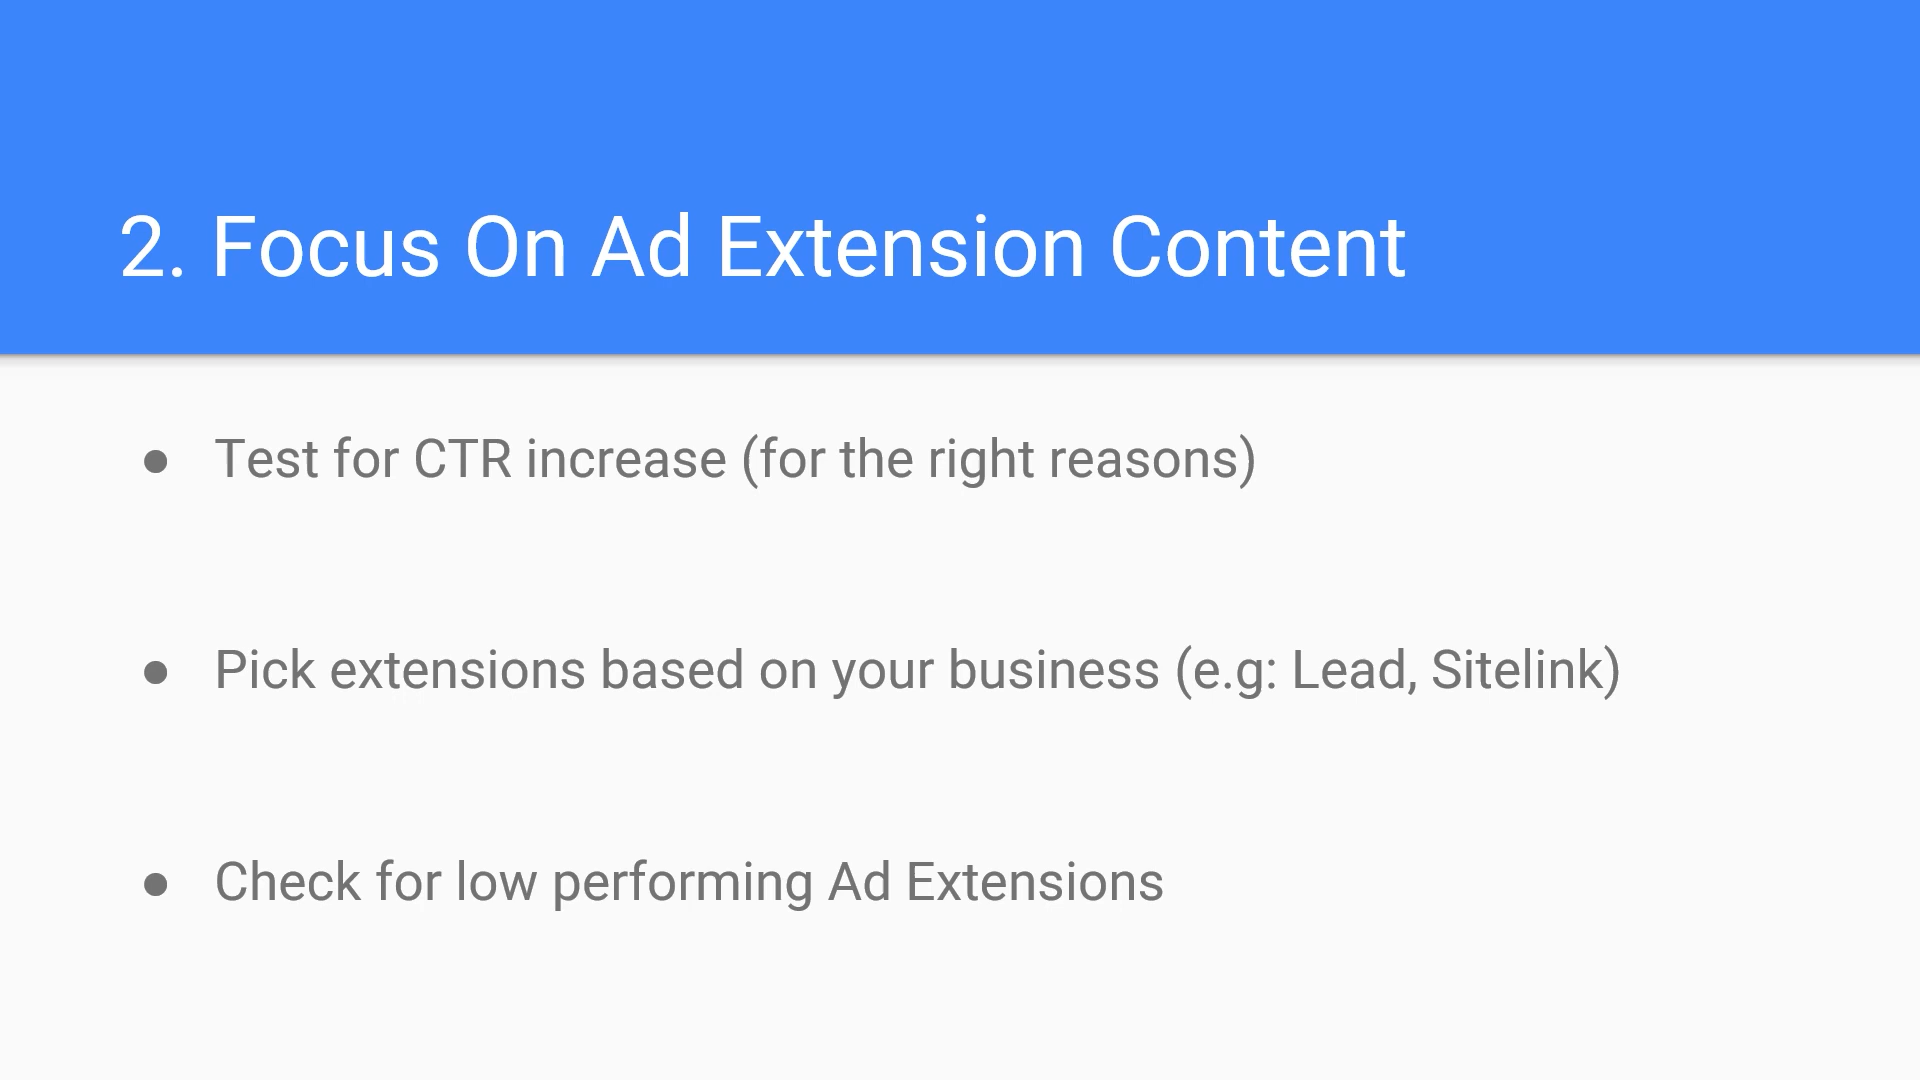 2. Focus On Ad Extension Content
● Test for CTR increase (for the right reasons)
● Pick extensions based on your business (e.g: Lead, Sitelink)
● Check for low performing Ad Extensions